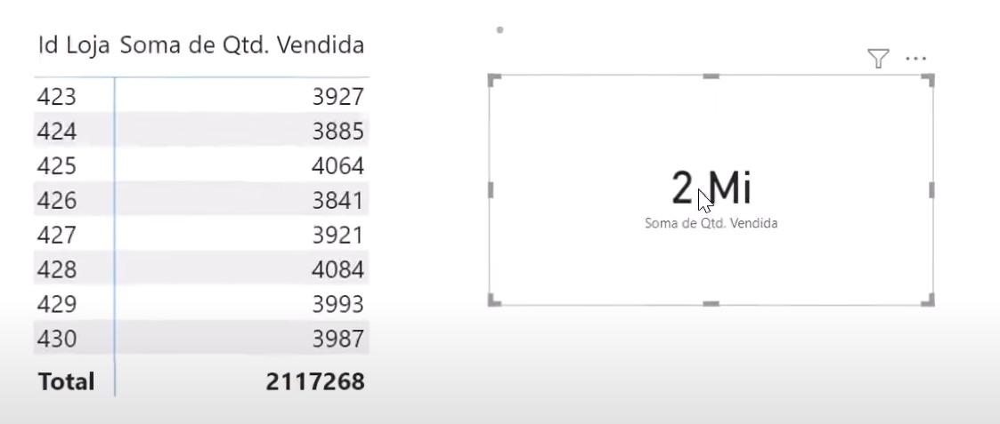 Id Loja Soma de Qtd. Vendida
423 3927
424 3885
425 4064
426 3841
427 3921
428 4084
429 3993
430 3987
Total 2117268
2 Mi
Soma de Qtd. Vendida